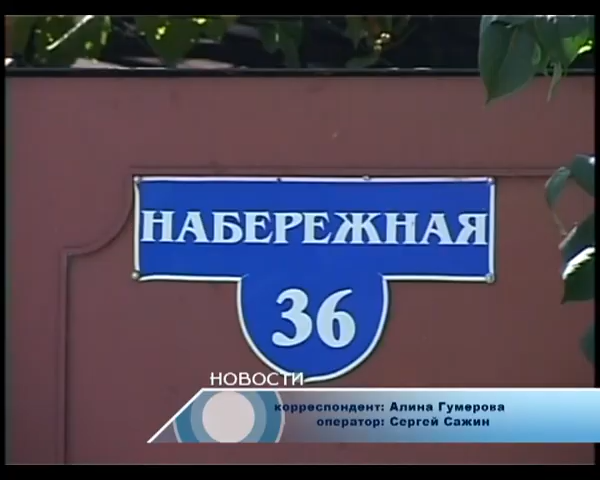 НАБЕРЕЖНАЯ
36
НОВОСТИ
корреспондент: Алина Гумерова
оператор: Сергей Сажин